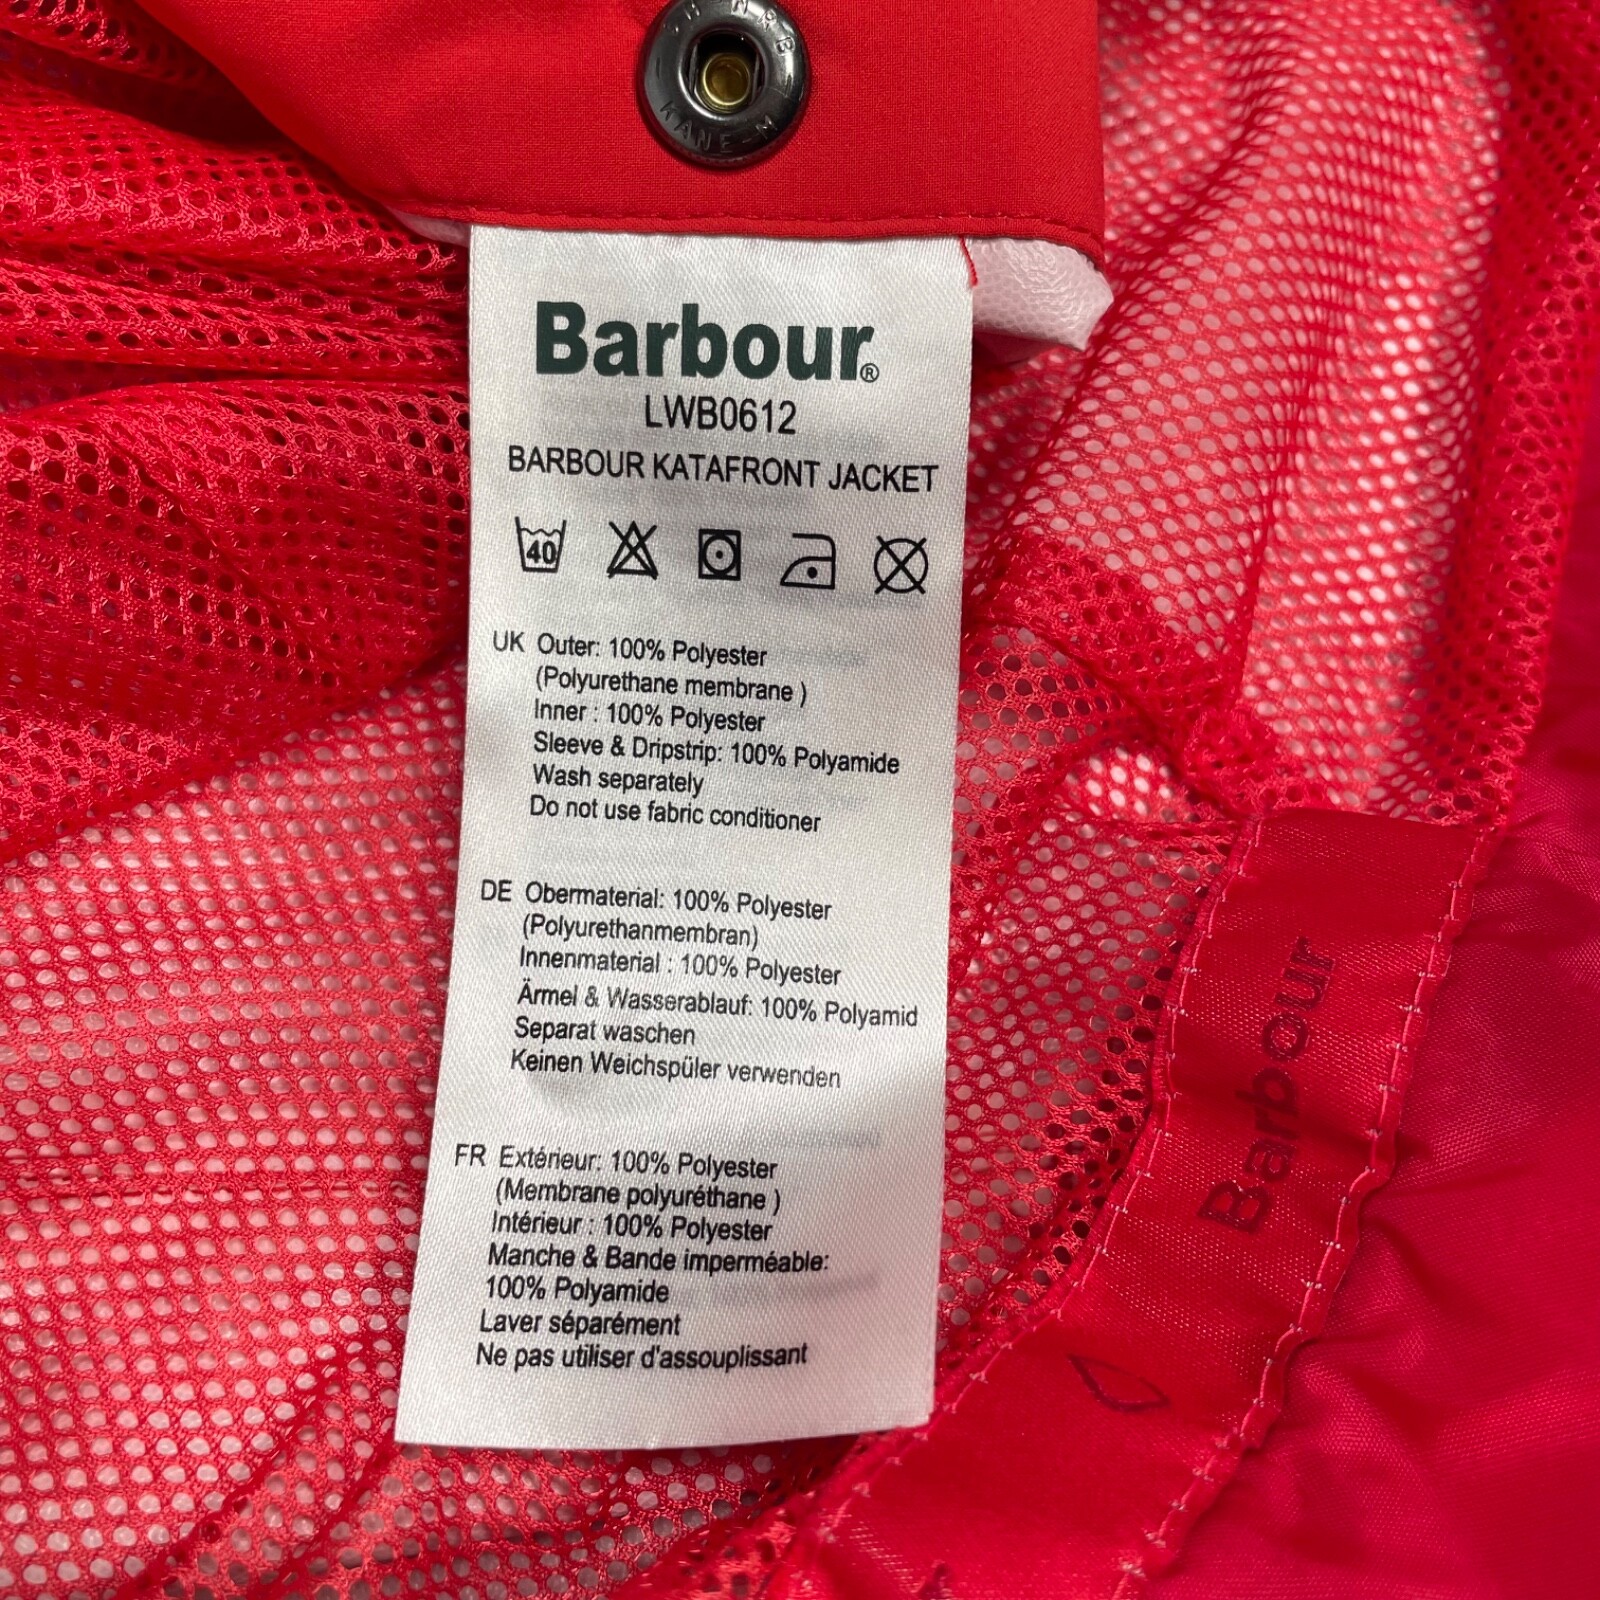 KANE-M
Barbour®
LWB0612
BARBOUR KATAFRONT JACKET
40
UK Outer: 100% Polyester
(Polyurethane membrane )
Inner : 100% Polyester
Sleeve & Dripstrip: 100% Polyamide
Wash separately
Do not use fabric conditioner
DE Obermaterial: 100% Polyester
(Polyurethanmembran)
Innenmaterial : 100% Polyester
Ärmel & Wasserablauf: 100% Polyamid
Separat waschen
Keinen Weichspüler verwenden
FR Extérieur: 100% Polyester
(Membrane polyuréthane )
Intérieur : 100% Polyester
Manche & Bande imperméable:
100% Polyamide
Laver séparément
Ne pas utiliser d'assouplissant
Barbour